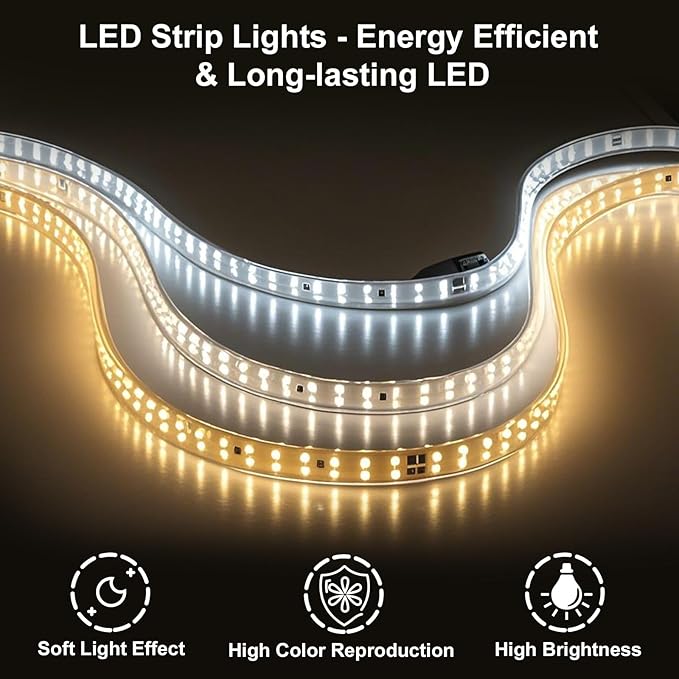 LED Strip Lights - Energy Efficient
& Long-lasting LED
Soft Light Effect
High Color Reproduction
High Brightness